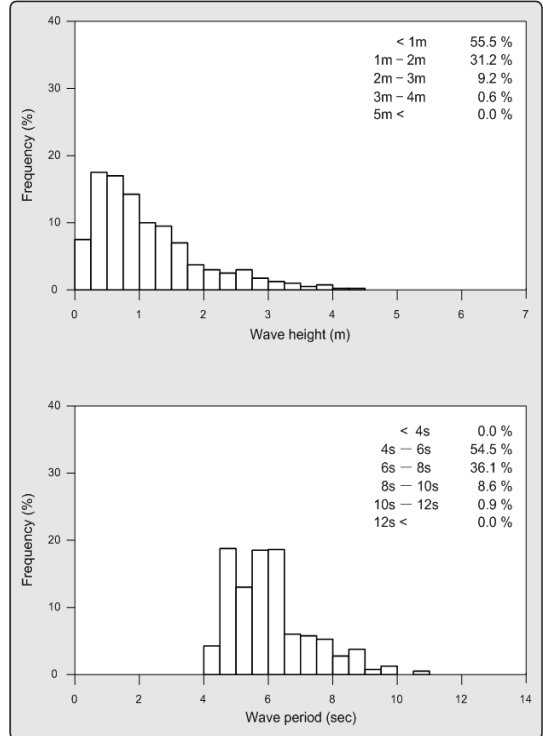 40
30
20
10
0
Frequency (%)
< 1m 55.5 %
1m – 2m 31.2 %
2m – 3m 9.2 %
3m – 4m 0.6 %
5m < 0.0 %
0 1 2 3 4 5 6 7
Wave height (m)
40
30
20
10
0
Frequency (%)
< 4s 0.0 %
4s — 6s 54.5 %
6s — 8s 36.1 %
8s — 10s 8.6 %
10s — 12s 0.9 %
12s < 0.0 %
0 2 4 6 8 10 12 14
Wave period (sec)